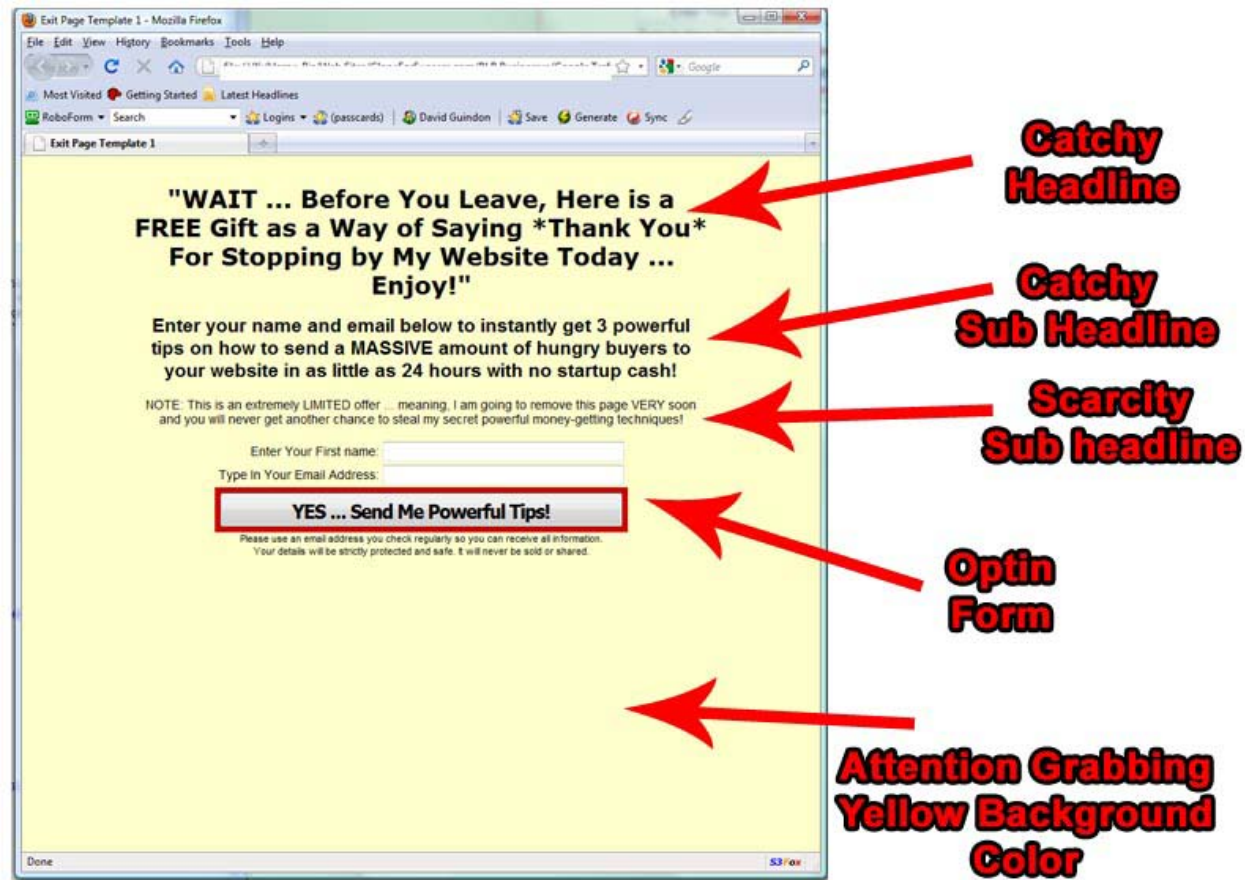 Exit Page Template 1 - Mozilla Firefox
File Edit View History Bookmarks Tools Help
Google
Most Visited Getting Started Latest Headlines
RoboForm Search Logins (passcards) David Guindon Save Generate Sync
Exit Page Template 1
"WAIT ... Before You Leave, Here is a
FREE Gift as a Way of Saying *Thank You*
For Stopping by My Website Today ...
Enjoy!"
Enter your name and email below to instantly get 3 powerful
tips on how to send a MASSIVE amount of hungry buyers to
your website in as little as 24 hours with no startup cash!
NOTE: This is an extremely LIMITED offer ... meaning, I am going to remove this page VERY soon
and you will never get another chance to steal my secret powerful money-getting techniques!
Enter Your First name:
Type In Your Email Address:
YES ... Send Me Powerful Tips!
Please use an email address you check regularly so you can receive all information.
Your details will be strictly protected and safe. It will never be sold or shared.
Done
S3Fox
Catchy
Headline
Catchy
Sub Headline
Scarcity
Sub headline
Optin
Form
Attention Grabbing
Yellow Background
Color